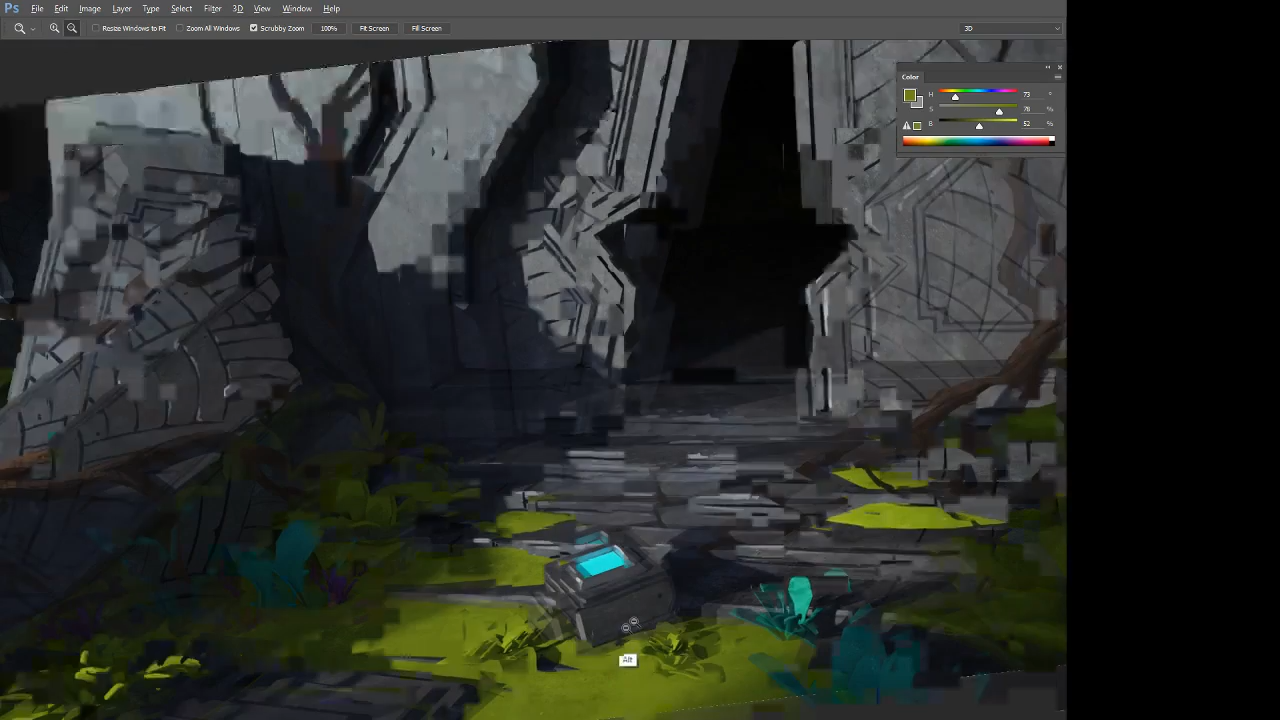 Ps File Edit Image Layer Type Select Filter 3D View Window Help
Resize Windows to Fit Zoom All Windows Scrubby Zoom 100% Fit Screen Fill Screen 3D
Color
H 73 °
S 78 %
B 52 %
Alt